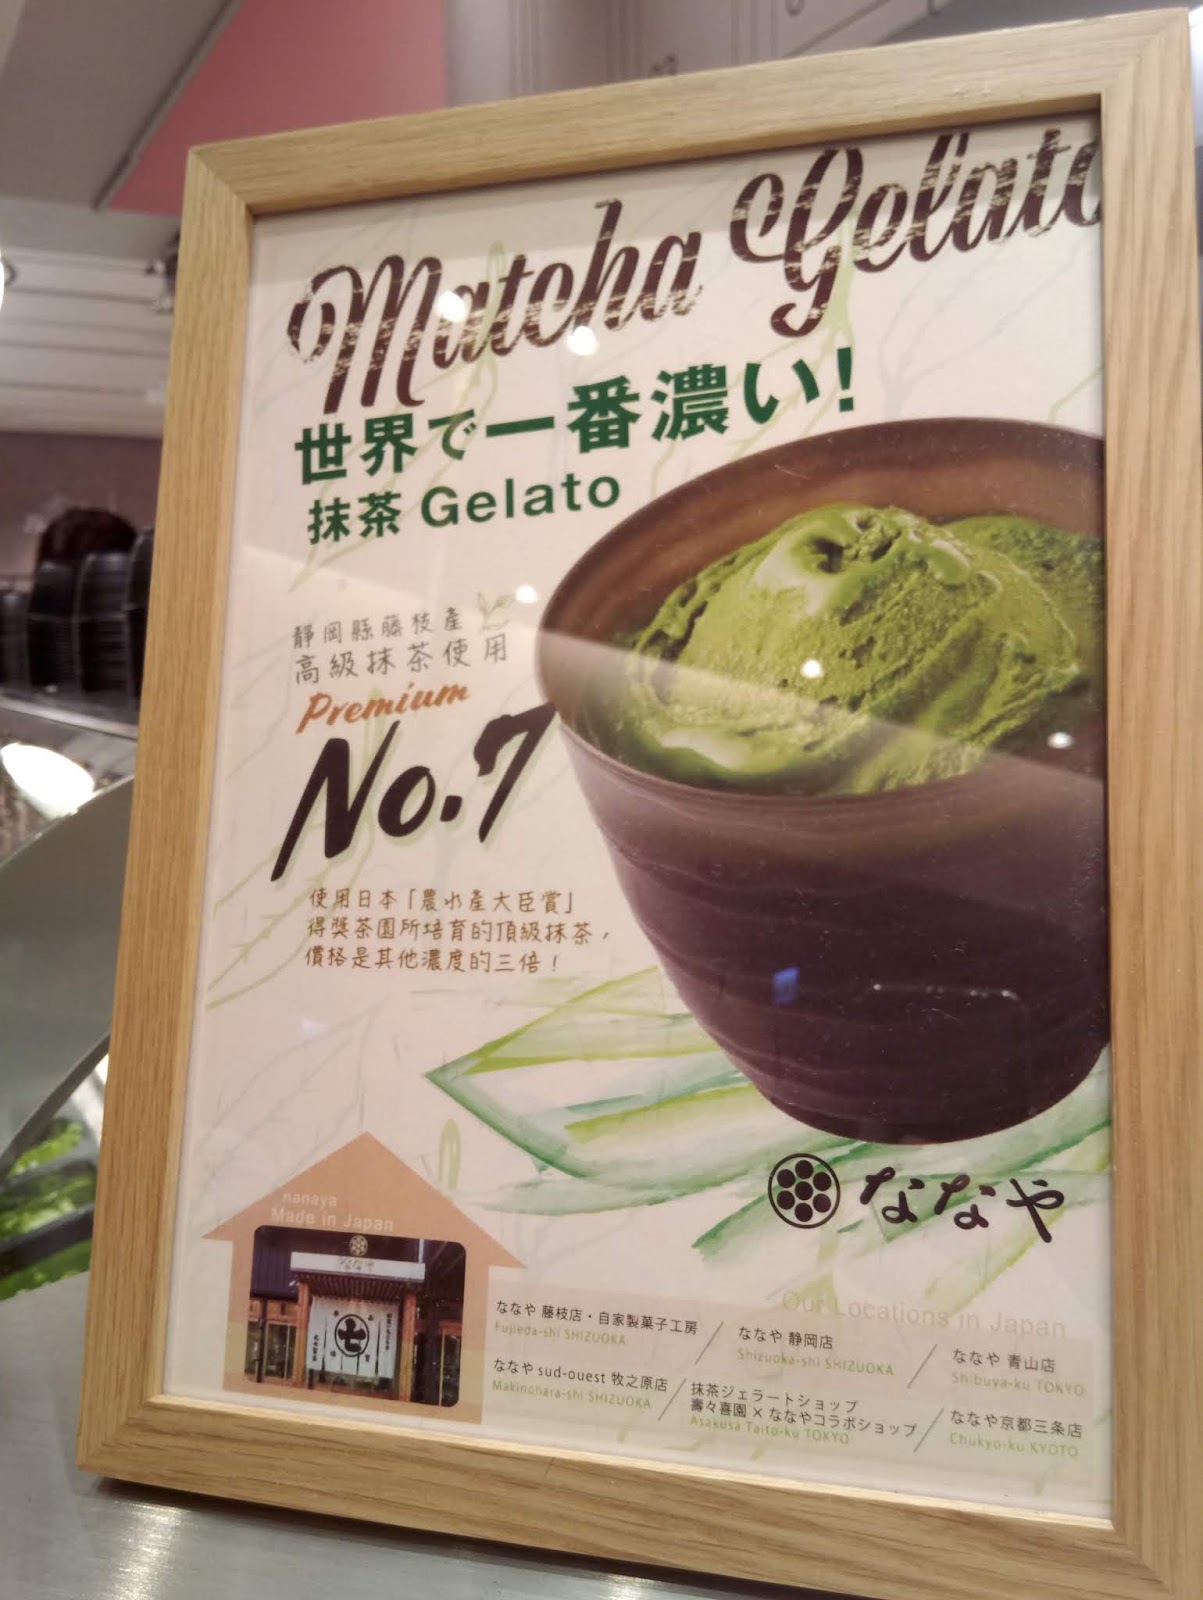 Matcha Gelato
世界で一番濃い!
抹茶 Gelato
靜岡縣藤枝產
高級抹茶使用
Premium
No.7
使用日本「農水產大臣賞」
得獎茶園所培育的頂級抹茶，
價格是其他濃度的三倍！
ななや
nanaya
Made in Japan
ななや
七
Our Locations in Japan
ななや 藤枝店・自家製菓子工房
Fujieda-shi SHIZUOKA
ななや 静岡店
Shizuoka-shi SHIZUOKA
ななや 青山店
Shibuya-ku TOKYO
ななや sud-ouest 牧之原店
Makinohara-shi SHIZUOKA
抹茶ジェラートショップ
壽々喜園 × ななやコラボショップ
Asakusa Taito-ku TOKYO
ななや京都三条店
Chukyo-ku KYOTO